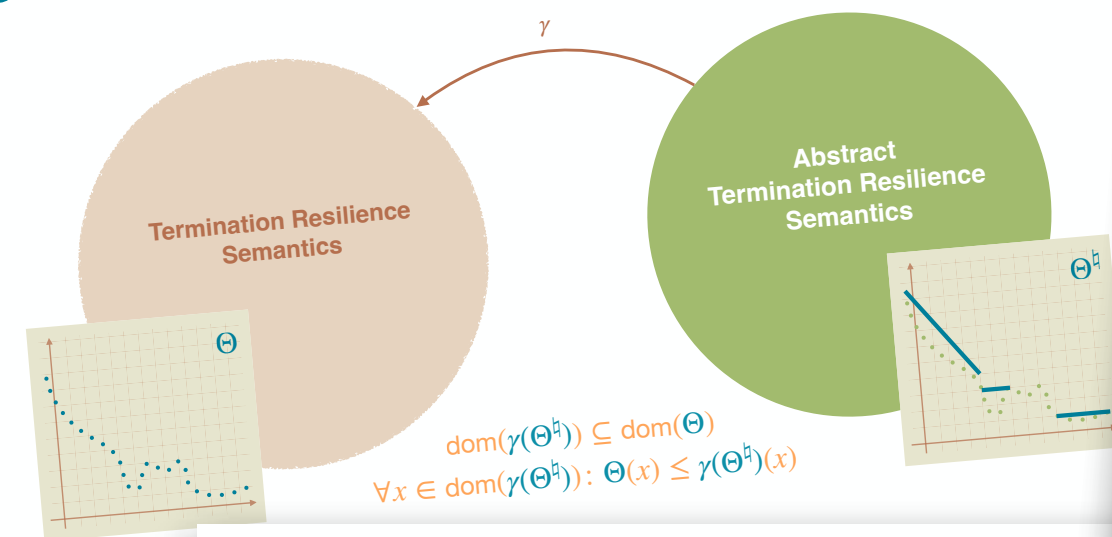 γ
Termination Resilience
Semantics
Abstract
Termination Resilience
Semantics
Θ
Θ♮
dom(γ(Θ♮)) ⊆ dom(Θ)
∀x ∈ dom(γ(Θ♮)): Θ(x) ≤ γ(Θ♮)(x)